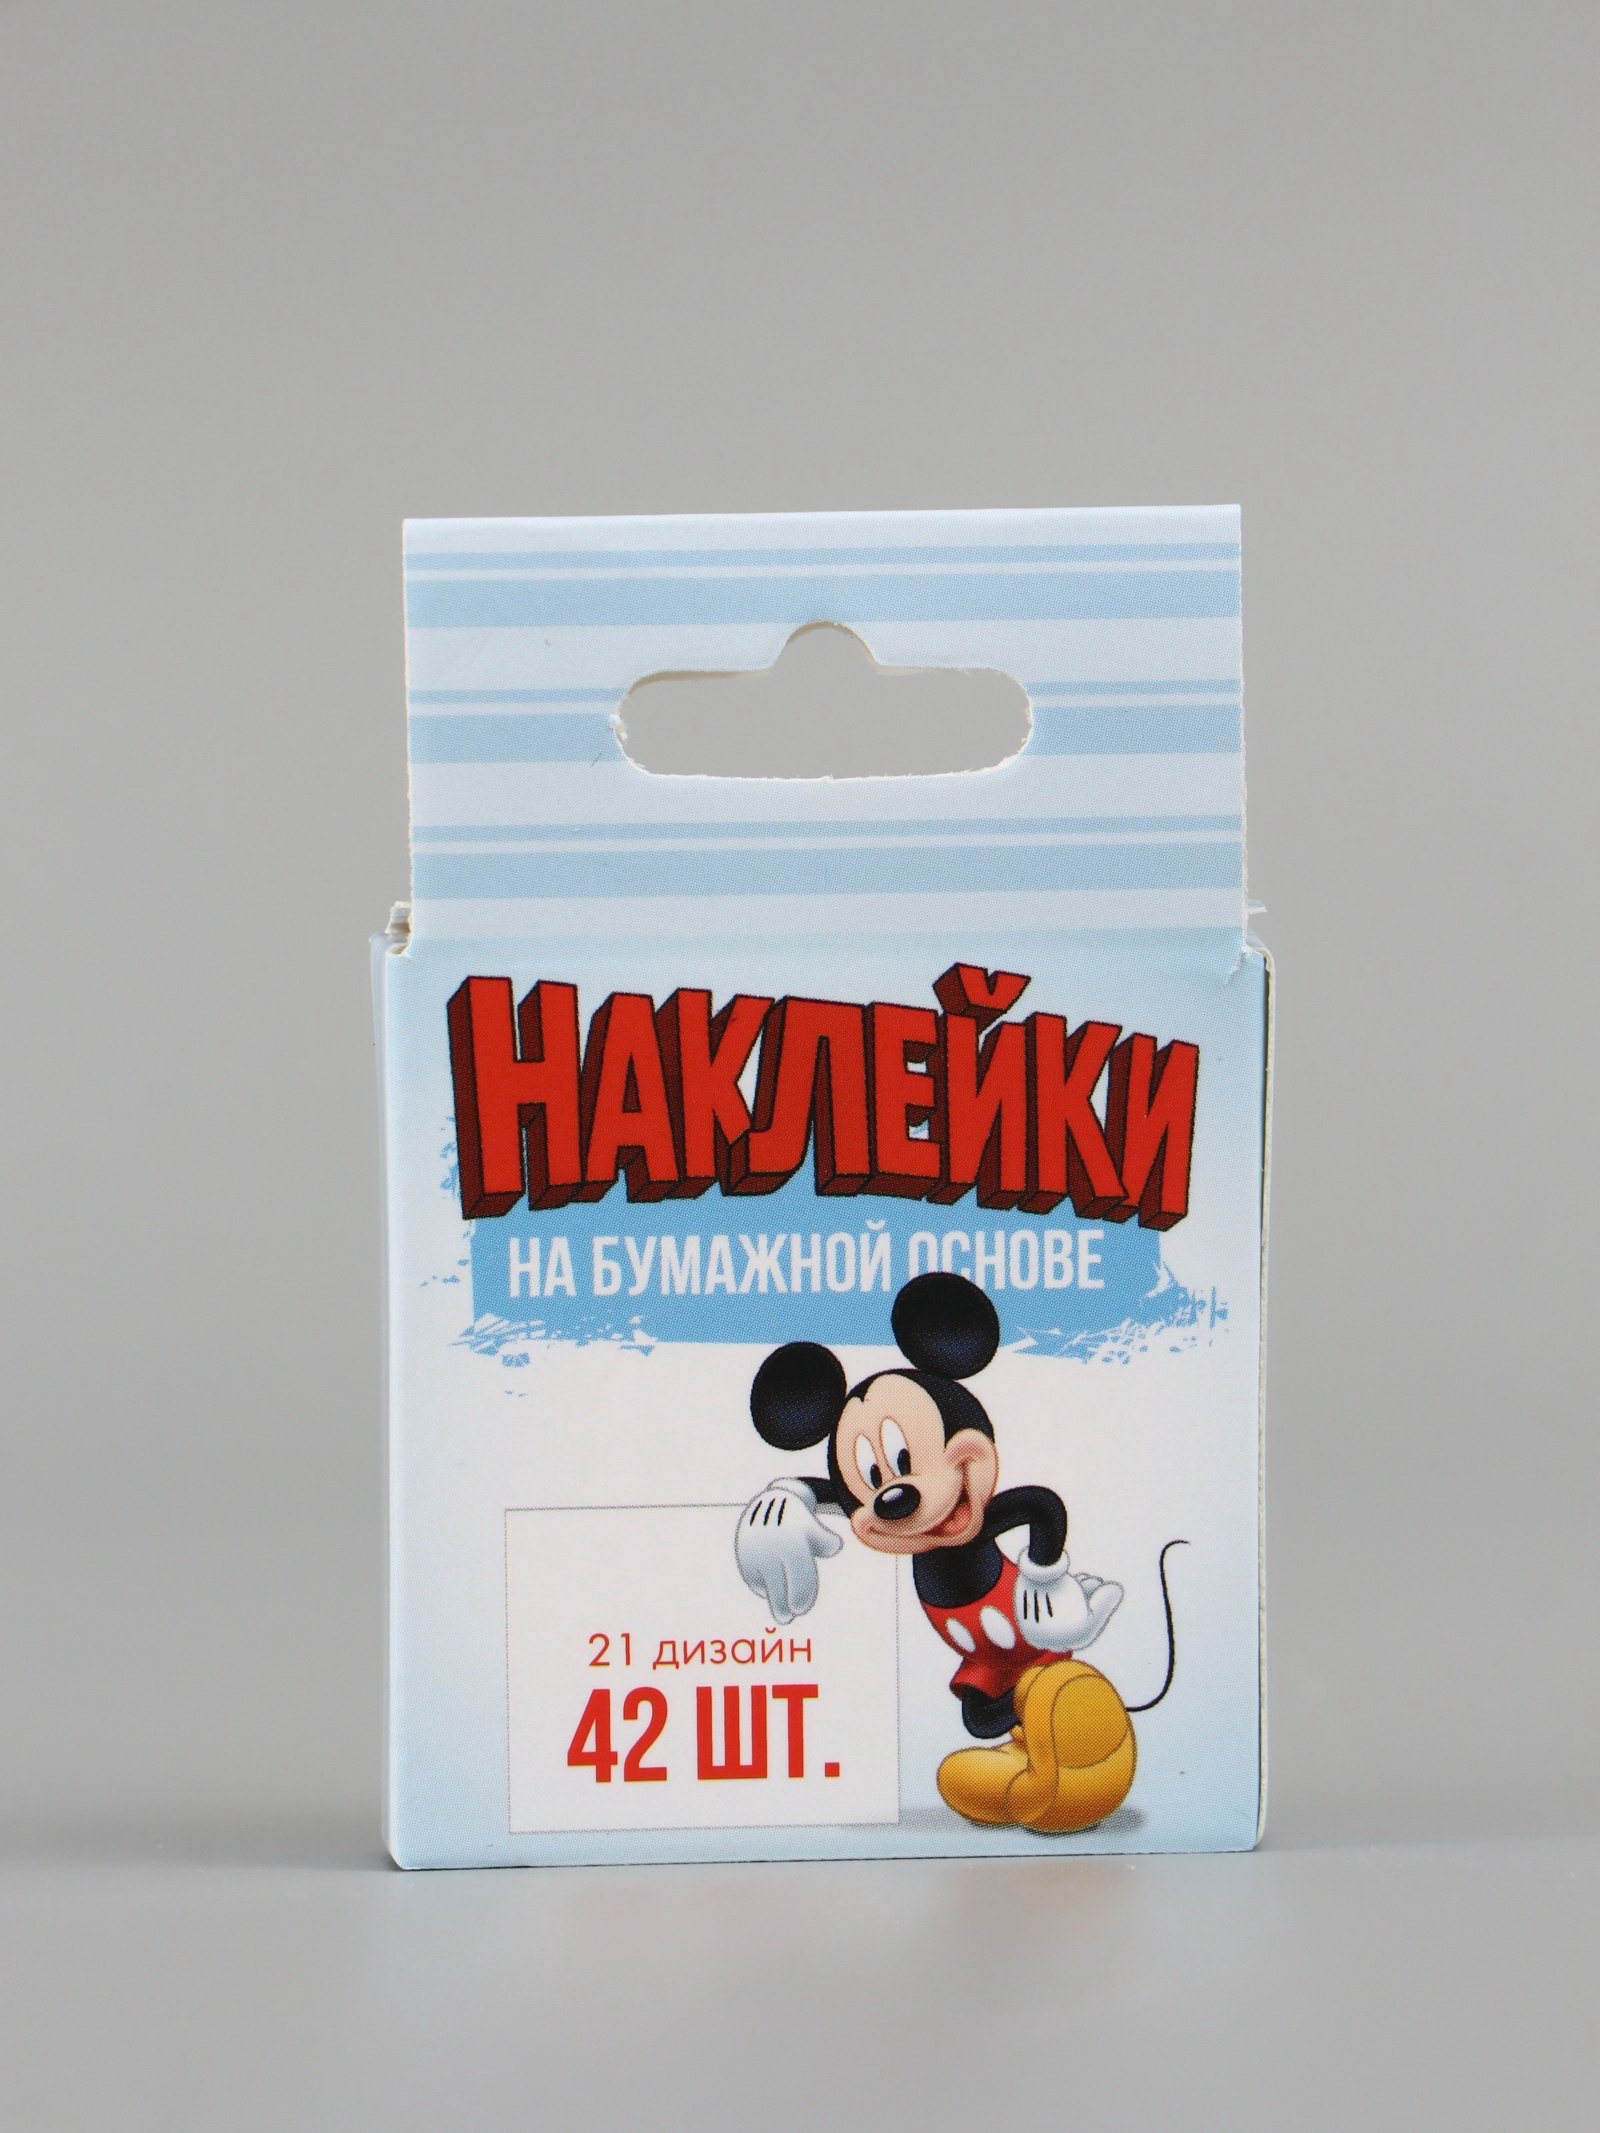 НАКЛЕЙКИ
НА БУМАЖНОЙ ОСНОВЕ
21 дизайн
42 ШТ.